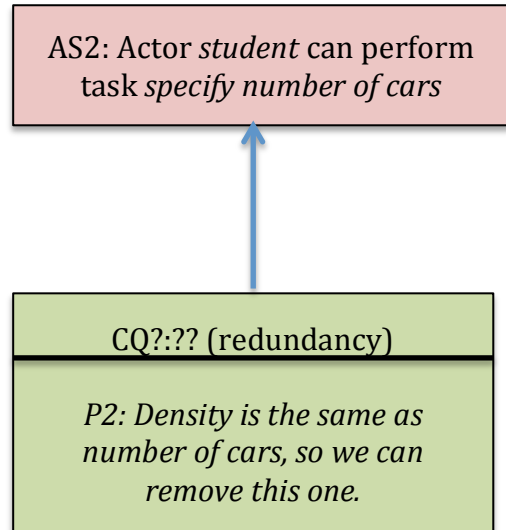 AS2: Actor student can perform
task specify number of cars
CQ?:?? (redundancy)
P2: Density is the same as
number of cars, so we can
remove this one.